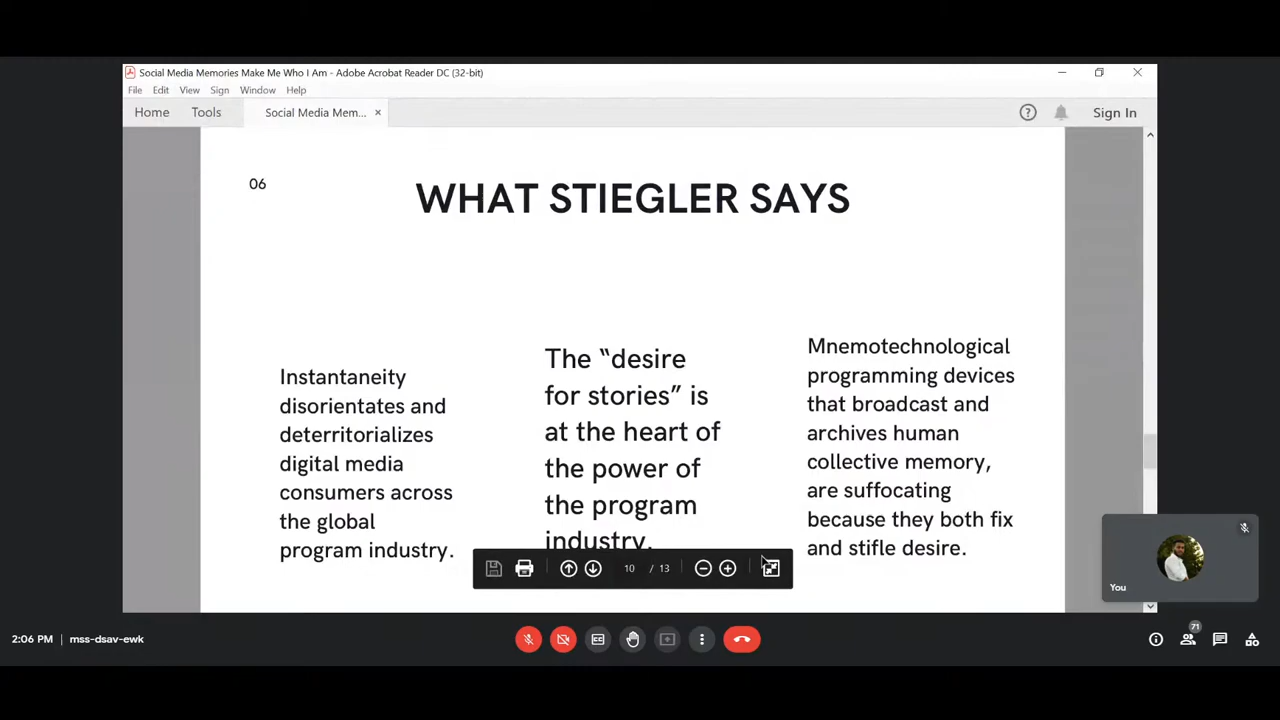 Social Media Memories Make Me Who I Am - Adobe Acrobat Reader DC (32-bit)
File Edit View Sign Window Help
Home Tools Social Media Mem... × Sign In
06
WHAT STIEGLER SAYS
Instantaneity
disorientates and
deterritorializes
digital media
consumers across
the global
program industry.
The “desire
for stories” is
at the heart of
the power of
the program
industry.
Mnemotechnological
programming devices
that broadcast and
archives human
collective memory,
are suffocating
because they both fix
and stifle desire.
10 / 13
You
2:06 PM | mss-dsav-ewk
71